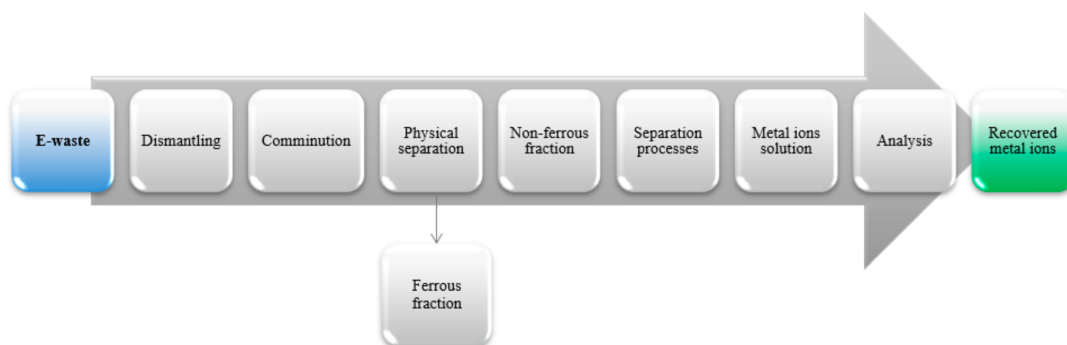 E-waste
Dismantling
Comminution
Physical
separation
Non-ferrous
fraction
Separation
processes
Metal ions
solution
Analysis
Recovered
metal ions
Ferrous
fraction